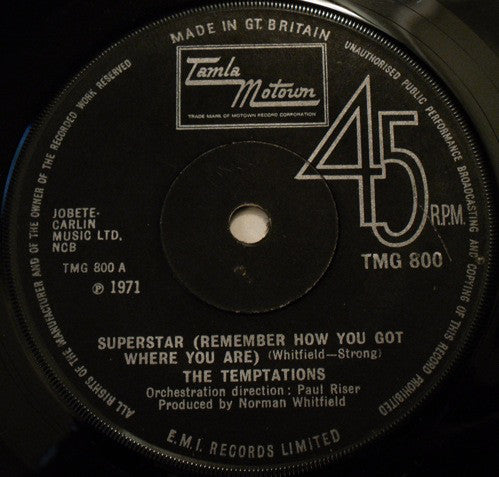 MADE IN GT. BRITAIN
UNAUTHORISED PUBLIC PERFORMANCE BROADCASTING AND COPYING OF THIS RECORD PROHIBITED
ALL RIGHTS OF THE MANUFACTURER AND OF THE OWNER OF THE RECORDED WORK RESERVED
Tamla
Motown
TRADE MARK OF MOTOWN RECORD CORPORATION
45
R.P.M.
TMG 800
JOBETE-
CARLIN
MUSIC LTD,
NCB
TMG 800 A
℗ 1971
SUPERSTAR (REMEMBER HOW YOU GOT
WHERE YOU ARE) (Whitfield—Strong)
THE TEMPTATIONS
Orchestration direction : Paul Riser
Produced by Norman Whitfield
E.M.I. RECORDS LIMITED